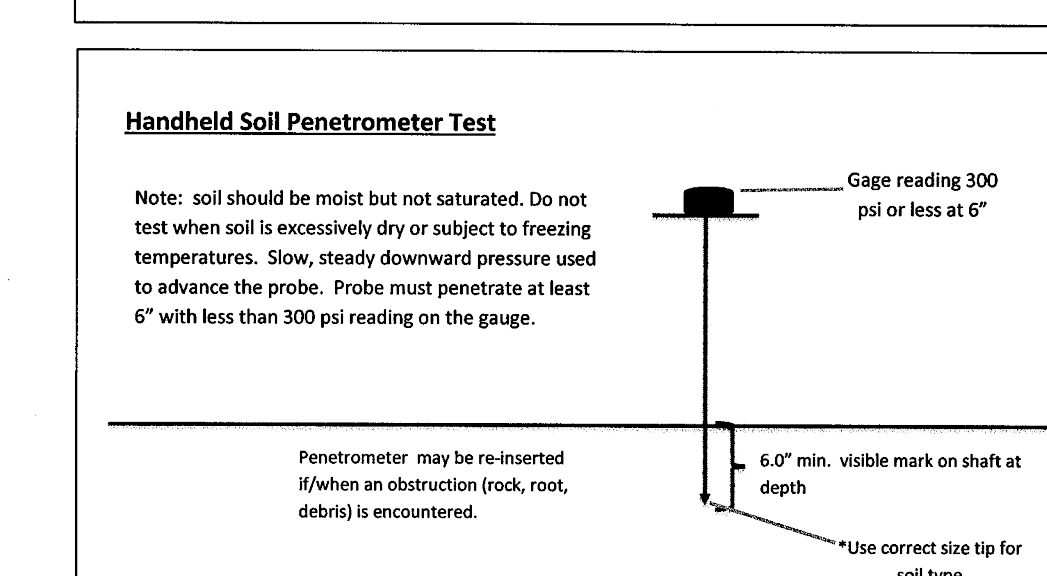 Handheld Soil Penetrometer Test
Note:  soil should be moist but not saturated. Do not
test when soil is excessively dry or subject to freezing
temperatures.  Slow, steady downward pressure used
to advance the probe.  Probe must penetrate at least
6” with less than 300 psi reading on the gauge.
Gage reading 300
psi or less at 6”
Penetrometer  may be re-inserted
if/when an obstruction (rock, root,
debris) is encountered.
6.0” min.  visible mark on shaft at
depth
*Use correct size tip for
soil type